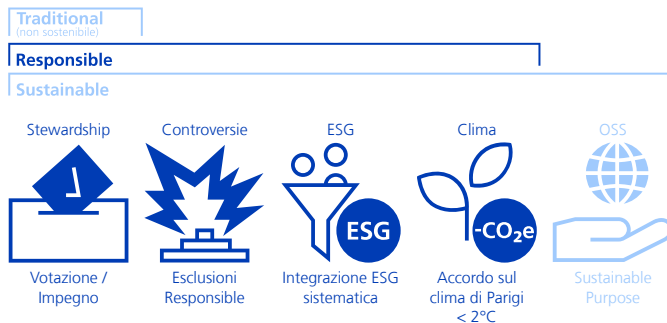 Traditional
(non sostenibile)
Responsible
Sustainable
Stewardship
Controversie
ESG
Clima
OSS
ESG
-CO₂e
Votazione /
Impegno
Esclusioni
Responsible
Integrazione ESG
sistematica
Accordo sul
clima di Parigi
< 2°C
Sustainable
Purpose